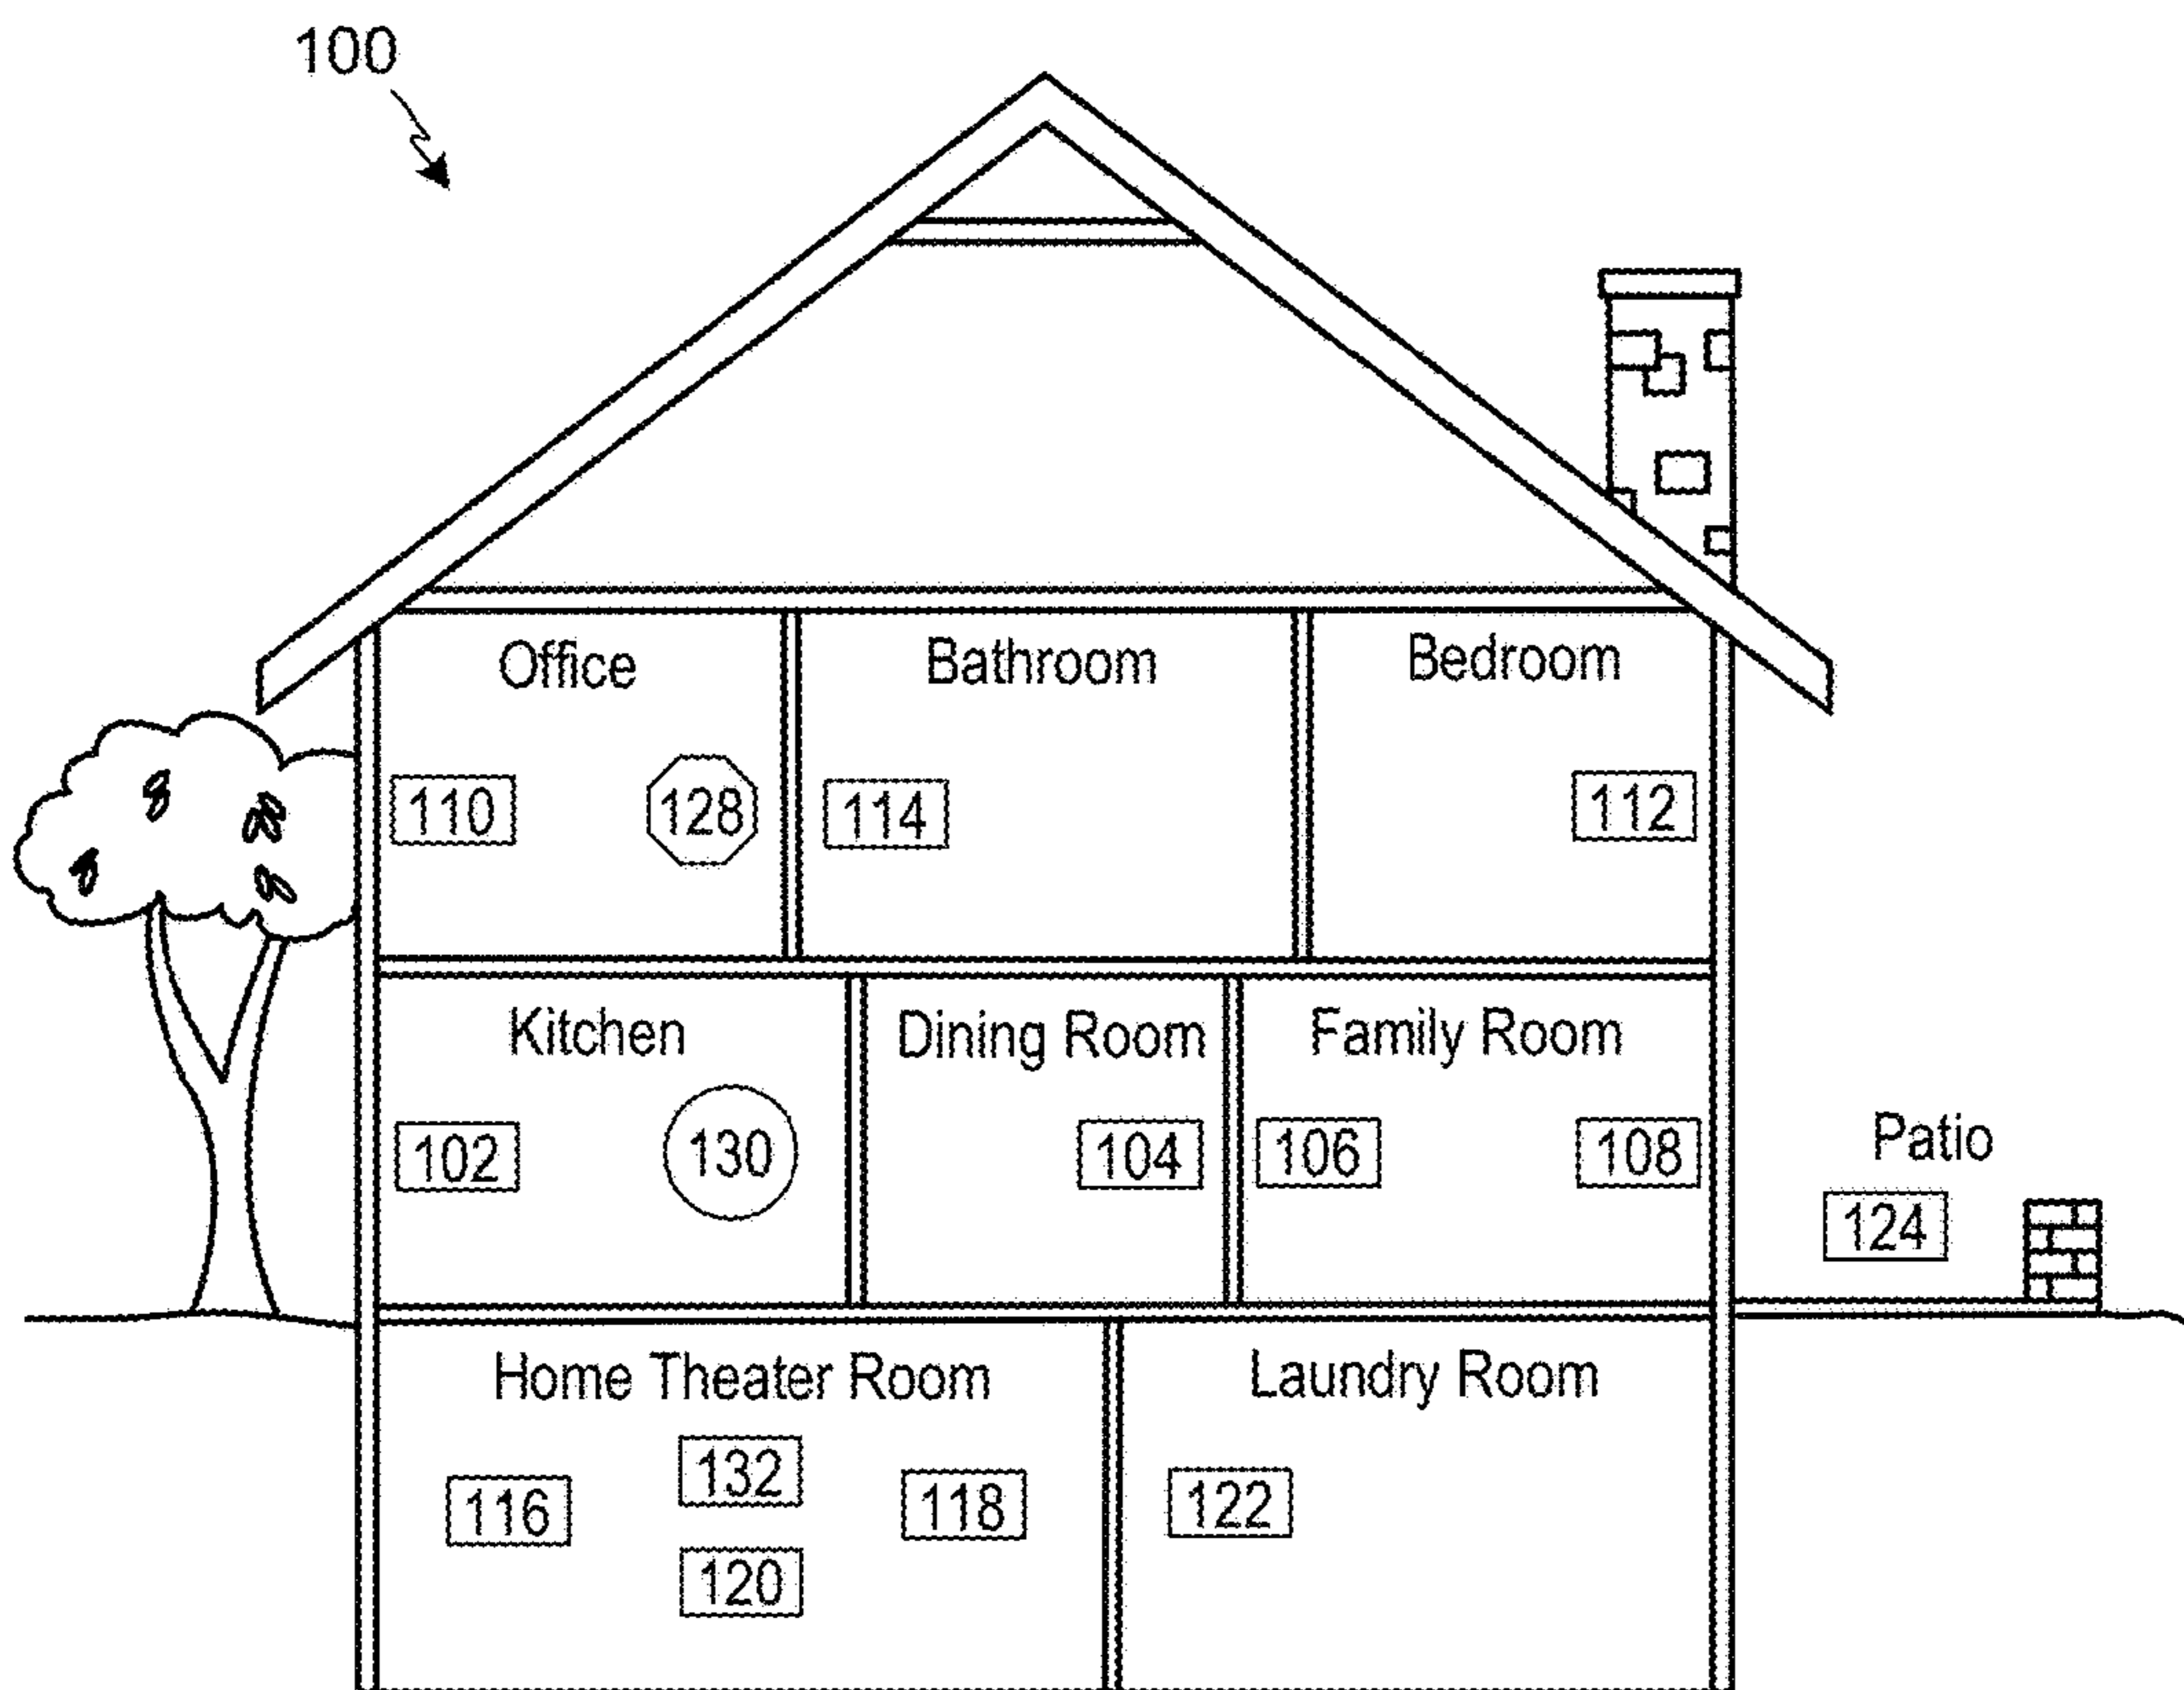 100
Office
Bathroom
Bedroom
110
128
114
112
Kitchen
Dining Room
Family Room
102
130
104
106
108
Patio
124
Home Theater Room
Laundry Room
116
132
118
120
122